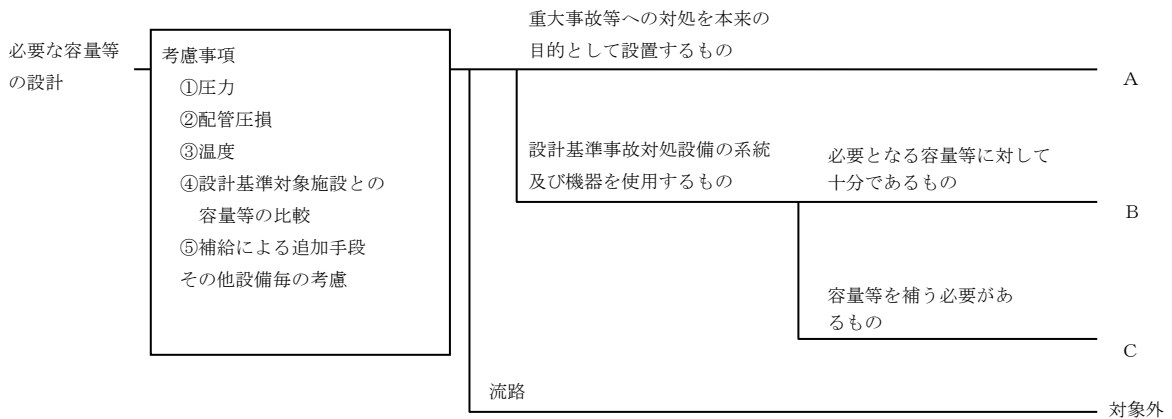 必要な容量等
の設計
考慮事項
①圧力
②配管圧損
③温度
④設計基準対象施設との
容量等の比較
⑤補給による追加手段
その他設備毎の考慮
重大事故等への対処を本来の
目的として設置するもの
A
設計基準事故対処設備の系統
及び機器を使用するもの
必要となる容量等に対して
十分であるもの
B
容量等を補う必要があ
るもの
C
流路
対象外